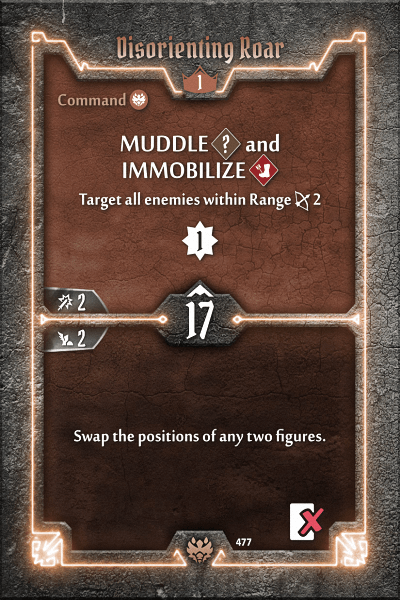 Disorienting Roar
1
Command
MUDDLE ? and
IMMOBILIZE
Target all enemies within Range 2
1
2
17
2
Swap the positions of any two figures.
477